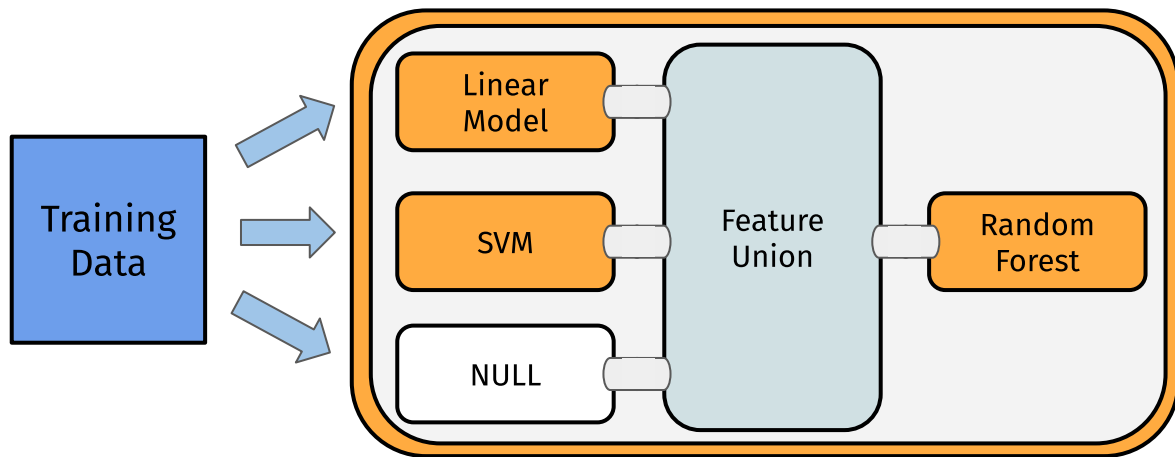 Training
Data
Linear
Model
SVM
NULL
Feature
Union
Random
Forest